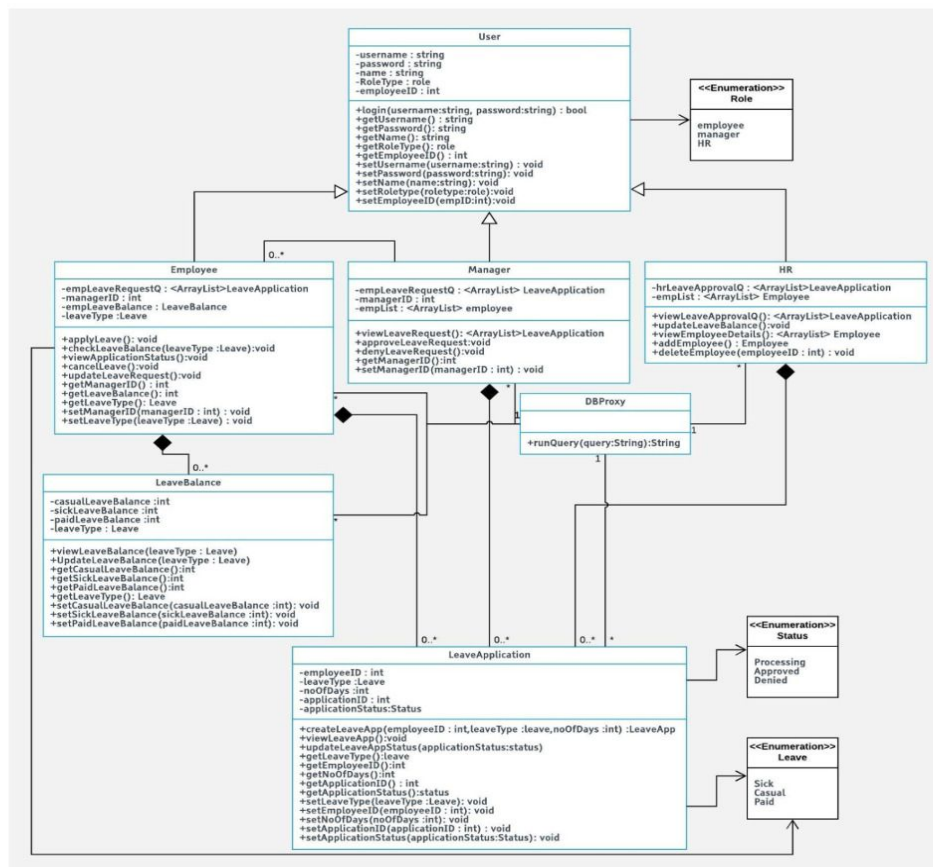 User
-username : string
-password : string
-name : string
-RoleType : role
-employeeID : int
+login(username:string, password:string) : bool
+getUsername() : string
+getPassword(): string
+getName(): string
+getRoleType(): role
+getEmployeeID() : int
+setUsername(username:string) : void
+setPassword(password:string): void
+setName(name:string): void
+setRoletype(roletype:role):void
+setEmployeeID(empID:int):void
<<Enumeration>>
Role
employee
manager
HR
0..*
Employee
-empLeaveRequestQ : <ArrayList>LeaveApplication
-managerID : int
-empLeaveBalance : LeaveBalance
-leaveType :Leave
+applyLeave(): void
+checkLeaveBalance(leaveType :Leave):void
+viewApplicationStatus():void
+cancelLeave():void
+updateLeaveRequest():void
+getManagerID() : int
+getLeaveBalance(): int
+getLeaveType(): Leave
+setManagerID(managerID : int) : void
+setLeaveType(leaveType :Leave) : void
Manager
-empLeaveRequestQ : <ArrayList> LeaveApplication
-managerID : int
-empList : <ArrayList> employee
+viewLeaveRequest(): <ArrayList>LeaveApplication
+approveLeaveRequest:void
+denyLeaveRequest():void
+getManagerID():int
+setManagerID(managerID : int) : void
HR
-hrLeaveApprovalQ : <ArrayList>LeaveApplication
-empList : <ArrayList> Employee
+viewLeaveApprovalQ(): <ArrayList>LeaveApplication
+updateLeaveBalance():void
+viewEmployeeDetails(): <Arraylist> Employee
+addEmployee() : Employee
+deleteEmployee(employeeID : int) : void
*
*
*
1
DBProxy
+runQuery(query:String):String
1
1
0..*
LeaveBalance
-casualLeaveBalance :int
-sickLeaveBalance :int
-paidLeaveBalance :int
-leaveType : Leave
+viewLeaveBalance(leaveType : Leave)
+UpdateLeaveBalance(leaveType : Leave)
+getCasualLeaveBalance():int
+getSickLeaveBalance():int
+getPaidLeaveBalance():int
+getLeaveType(): Leave
+setCasualLeaveBalance(casualLeaveBalance :int): void
+setSickLeaveBalance(sickLeaveBalance :int): void
+setPaidLeaveBalance(paidLeaveBalance :int): void
*
0..*
0..*
0..*
*
LeaveApplication
-employeeID : int
-leaveType :Leave
-noOfDays :int
-applicationID : int
-applicationStatus:Status
+createLeaveApp(employeeID : int,leaveType :leave,noOfDays :int) :LeaveApp
+viewLeaveApp():void
+updateLeaveAppStatus(applicationStatus:status)
+getLeaveType():leave
+getEmployeeID():int
+getNoOfDays():int
+getApplicationID() : int
+getApplicationStatus():status
+setLeaveType(leaveType :Leave): void
+setEmployeeID(employeeID : int): void
+setNoOfDays(noOfDays :int): void
+setApplicationID(applicationID : int) : void
+setApplicationStatus(applicationStatus:Status): void
<<Enumeration>>
Status
Processing
Approved
Denied
<<Enumeration>>
Leave
Sick
Casual
Paid